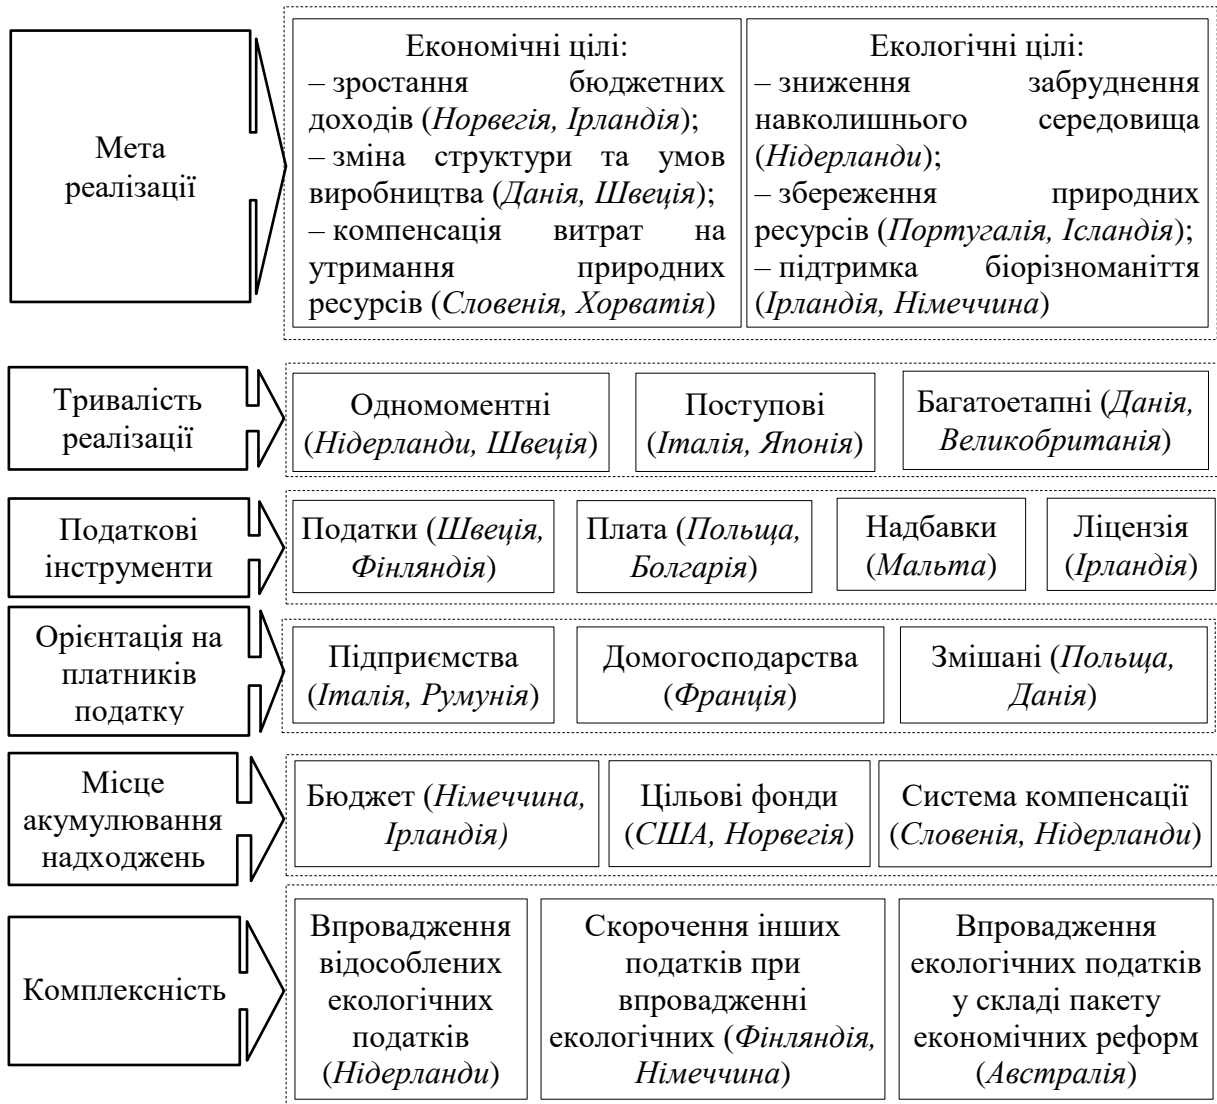 Мета
реалізації
Економічні цілі:
– зростання бюджетних
доходів (Норвегія, Ірландія);
– зміна структури та умов
виробництва (Данія, Швеція);
– компенсація витрат на
утримання природних
ресурсів (Словенія, Хорватія)
Екологічні цілі:
– зниження забруднення
навколишнього середовища
(Нідерланди);
– збереження природних
ресурсів (Португалія, Ісландія);
– підтримка біорізноманіття
(Ірландія, Німеччина)
Тривалість
реалізації
Одномоментні
(Нідерланди, Швеція)
Поступові
(Італія, Японія)
Багатоетапні (Данія,
Великобританія)
Податкові
інструменти
Податки (Швеція,
Фінляндія)
Плата (Польща,
Болгарія)
Надбавки
(Мальта)
Ліцензія
(Ірландія)
Орієнтація на
платників
податку
Підприємства
(Італія, Румунія)
Домогосподарства
(Франція)
Змішані (Польща,
Данія)
Місце
акумулювання
надходжень
Бюджет (Німеччина,
Ірландія)
Цільові фонди
(США, Норвегія)
Система компенсації
(Словенія, Нідерланди)
Комплексність
Впровадження
відособлених
екологічних
податків
(Нідерланди)
Скорочення інших
податків при
впровадженні
екологічних (Фінляндія,
Німеччина)
Впровадження
екологічних податків
у складі пакету
економічних реформ
(Австралія)